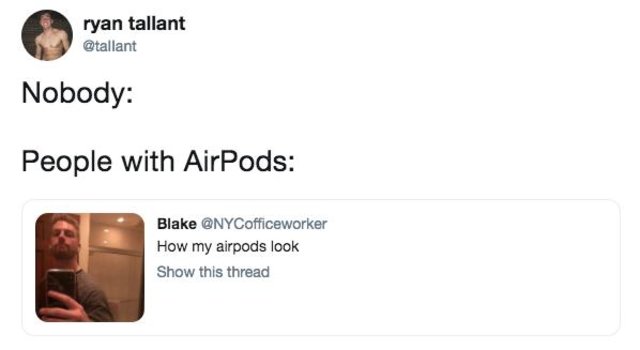 ryan tallant
@tallant
Nobody:
People with AirPods:
Blake @NYCofficeworker
How my airpods look
Show this thread